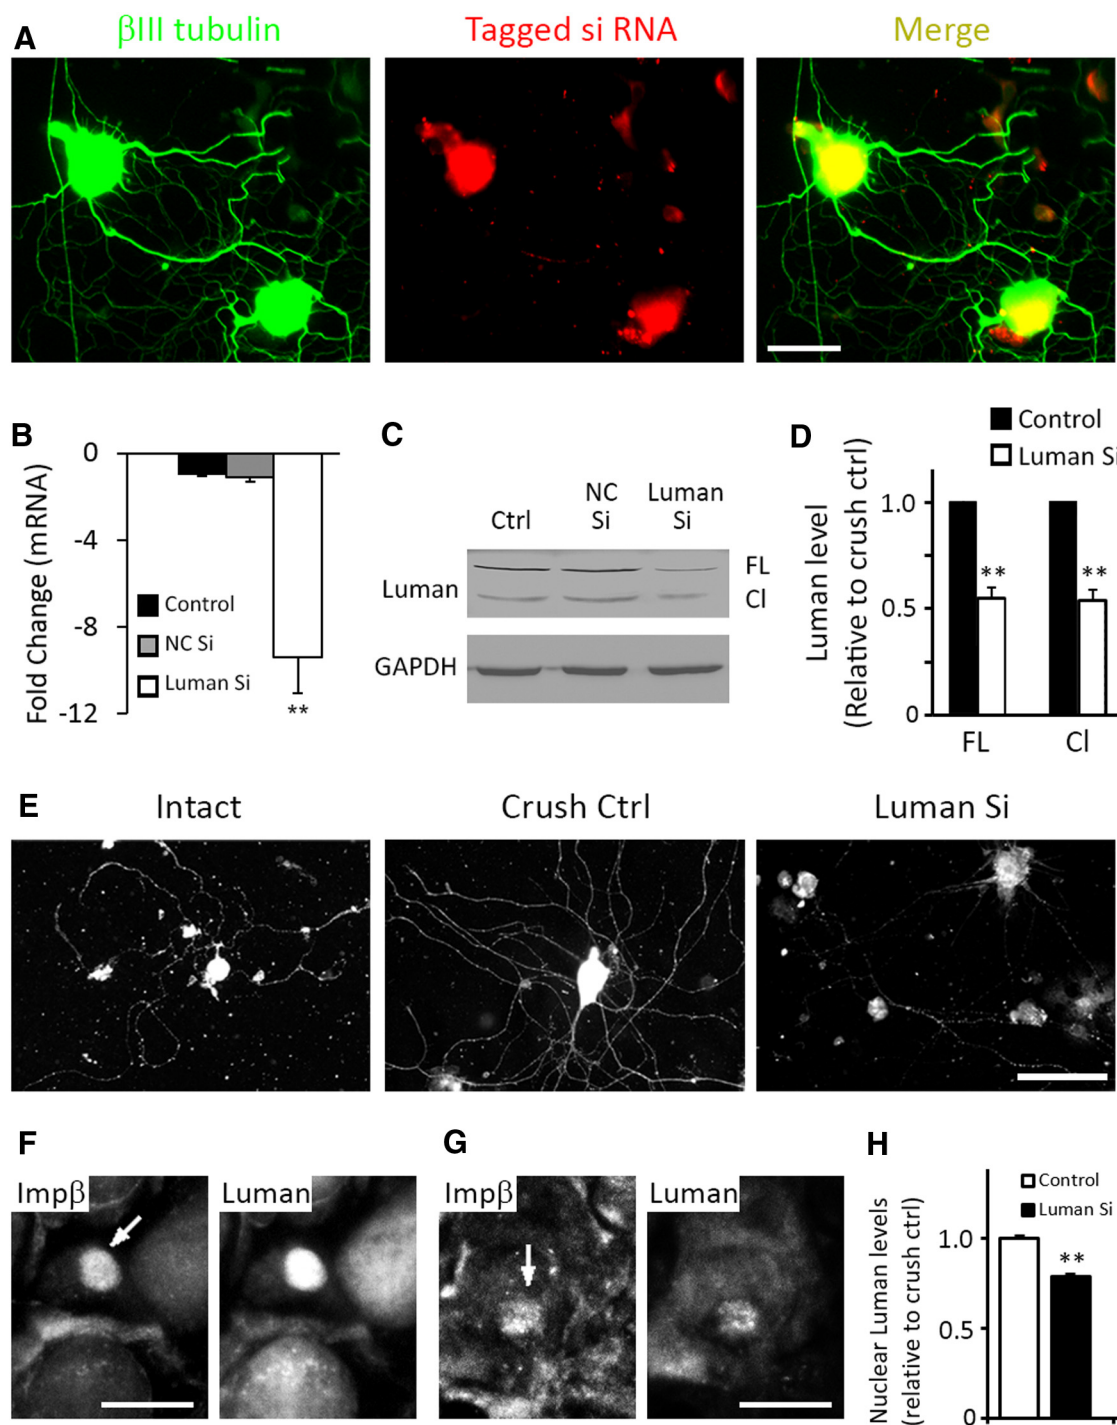 A
βIII tubulin
Tagged si RNA
Merge
B
Fold Change (mRNA)
0
-4
-8
-12
Control
NC Si
Luman Si
**
C
Ctrl
NC
Si
Luman
Si
Luman
FL
Cl
GAPDH
D
Control
Luman Si
Luman level
(Relative to crush ctrl)
1.0
0.5
0
**
**
FL
Cl
E
Intact
Crush Ctrl
Luman Si
F
Impβ
Luman
G
Impβ
Luman
H
Control
Luman Si
Nuclear Luman levels
(relative to crush ctrl)
1.0
0.5
0
**